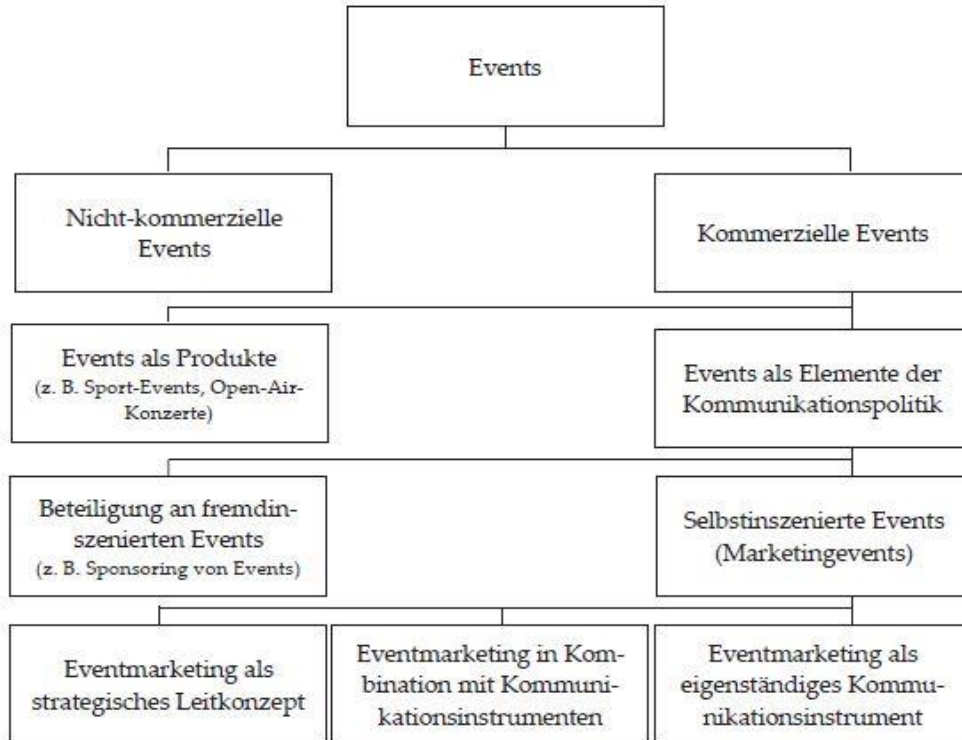 Events
Nicht-kommerzielle
Events
Kommerzielle Events
Events als Produkte
(z. B. Sport-Events, Open-Air-
Konzerte)
Events als Elemente der
Kommunikationspolitik
Beteiligung an fremdin-
szenierten Events
(z. B. Sponsoring von Events)
Selbstinszenierte Events
(Marketingevents)
Eventmarketing als
strategisches Leitkonzept
Eventmarketing in Kom-
bination mit Kommuni-
kationsinstrumenten
Eventmarketing als
eigenständiges Kommu-
nikationsinstrument